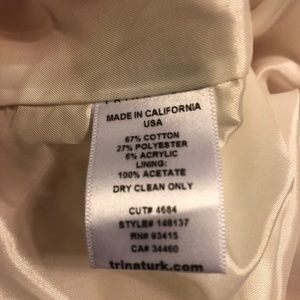 MADE IN CALIFORNIA
USA
67% COTTON
27% POLYESTER
6% ACRYLIC
LINING:
100% ACETATE
DRY CLEAN ONLY
CUT# 4684
STYLE# 148137
RN# 93415
CA# 34460
trinaturk.com